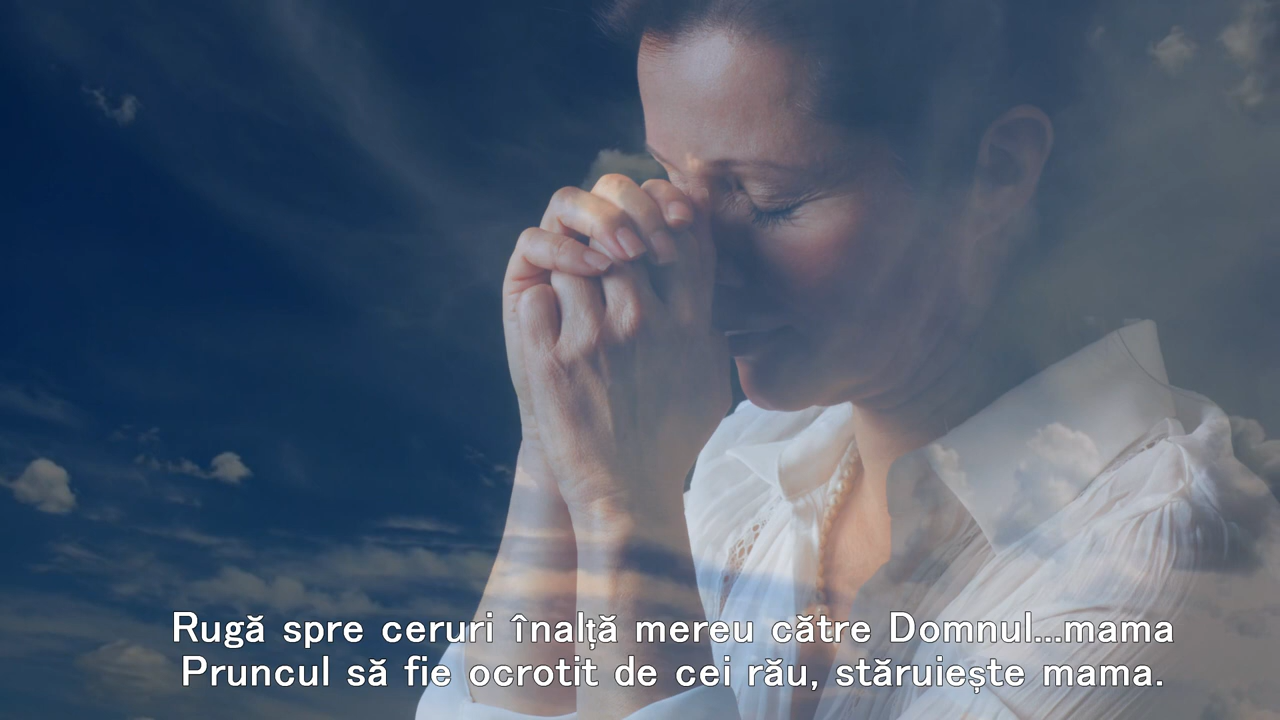 Rugă spre ceruri înalță mereu către Domnul...mama
Pruncul să fie ocrotit de cei rău, stăruiește mama.